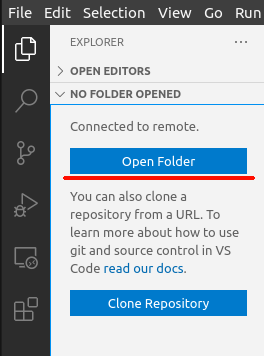 File Edit Selection View Go Run
EXPLORER
OPEN EDITORS
NO FOLDER OPENED
Connected to remote.
Open Folder
You can also clone a
repository from a URL. To
learn more about how to use
git and source control in VS
Code read our docs.
Clone Repository